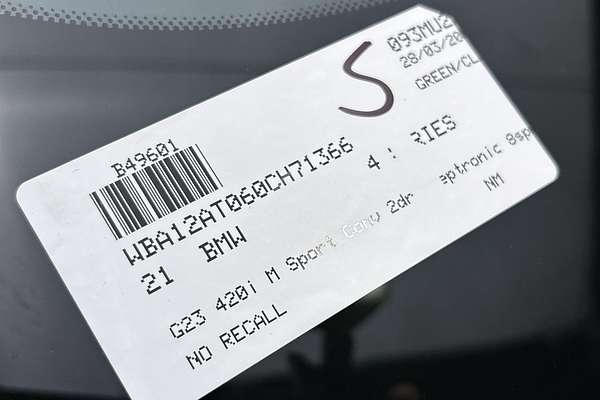 B49601
WBA12AT060CH71366
21 BMW
G23 420i M Sport Conv 2dr
NO RECALL
S
093MU2
28/03/20
GREEN/CL
4 RIES
eptronic 8sp
NM